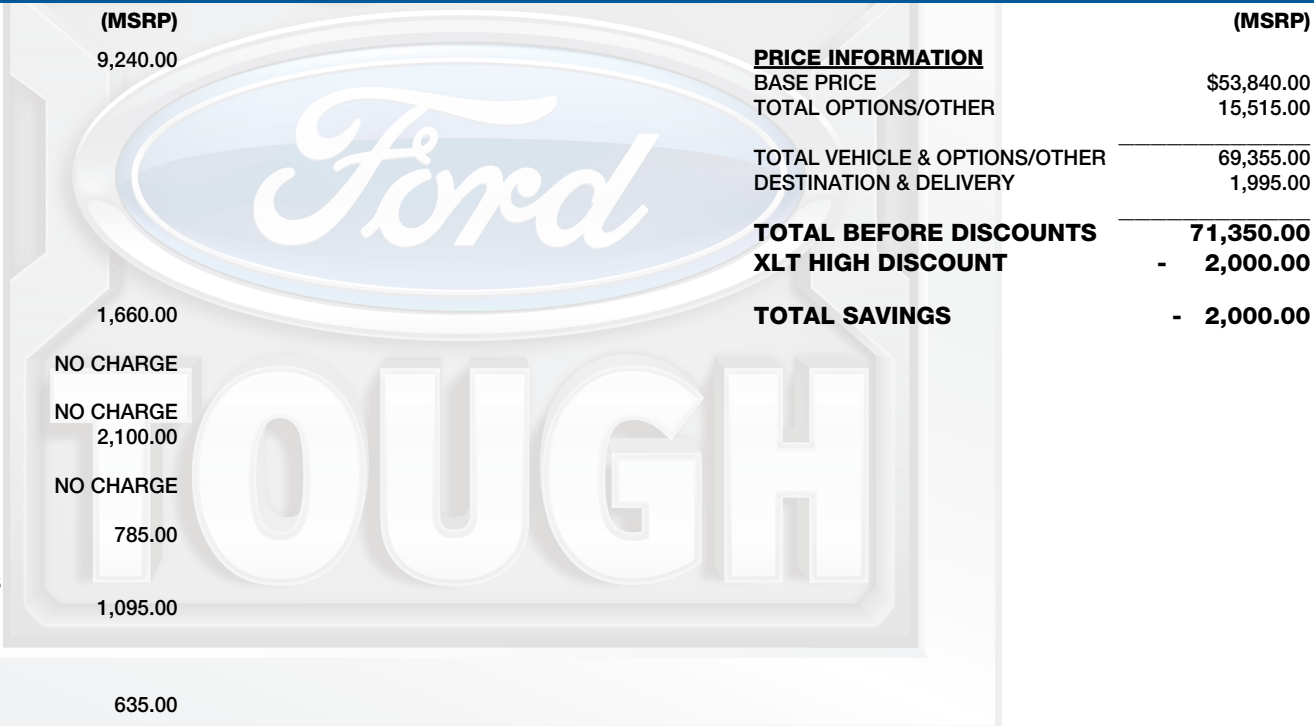 (MSRP)
9,240.00
1,660.00
NO CHARGE
NO CHARGE
2,100.00
NO CHARGE
785.00
1,095.00
635.00
Ford
TOUGH
(MSRP)
PRICE INFORMATION
BASE PRICE $53,840.00
TOTAL OPTIONS/OTHER 15,515.00
TOTAL VEHICLE & OPTIONS/OTHER 69,355.00
DESTINATION & DELIVERY 1,995.00
TOTAL BEFORE DISCOUNTS 71,350.00
XLT HIGH DISCOUNT - 2,000.00
TOTAL SAVINGS - 2,000.00